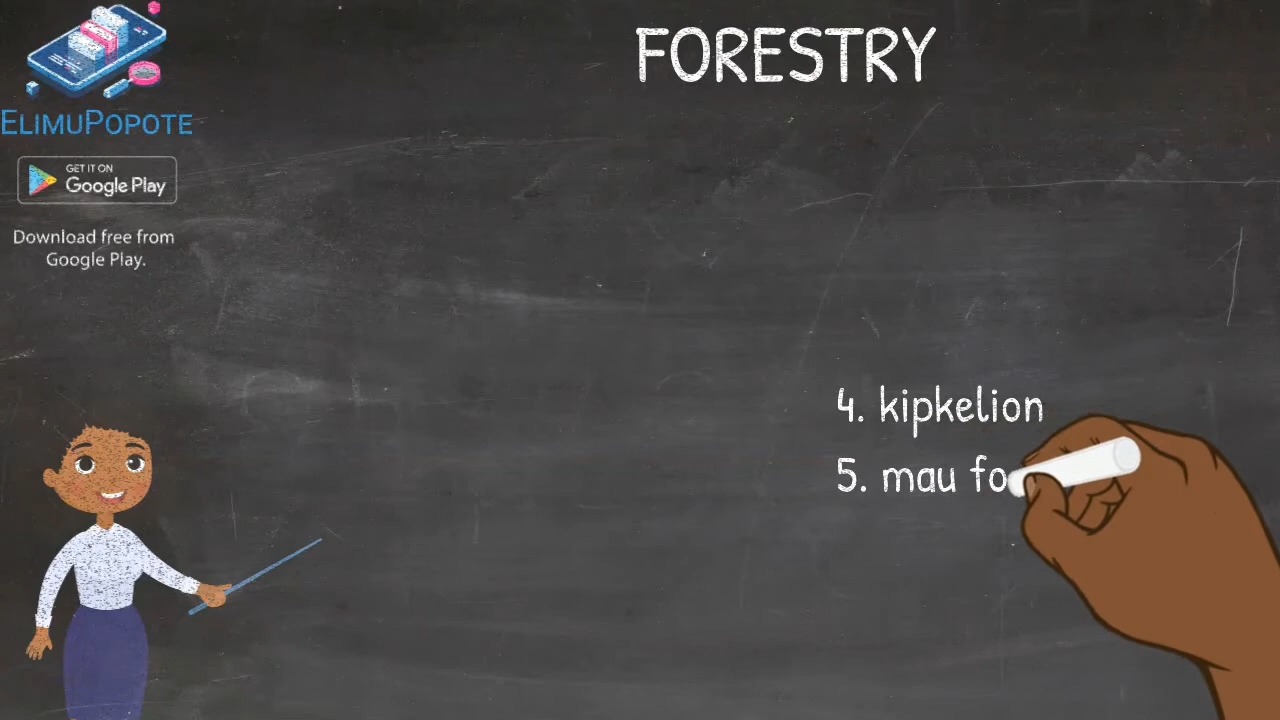 FORESTRY
ELIMUPOPOTE
GET IT ON
Google Play
Download free from
Google Play.
4. kipkelion
5. mau fo